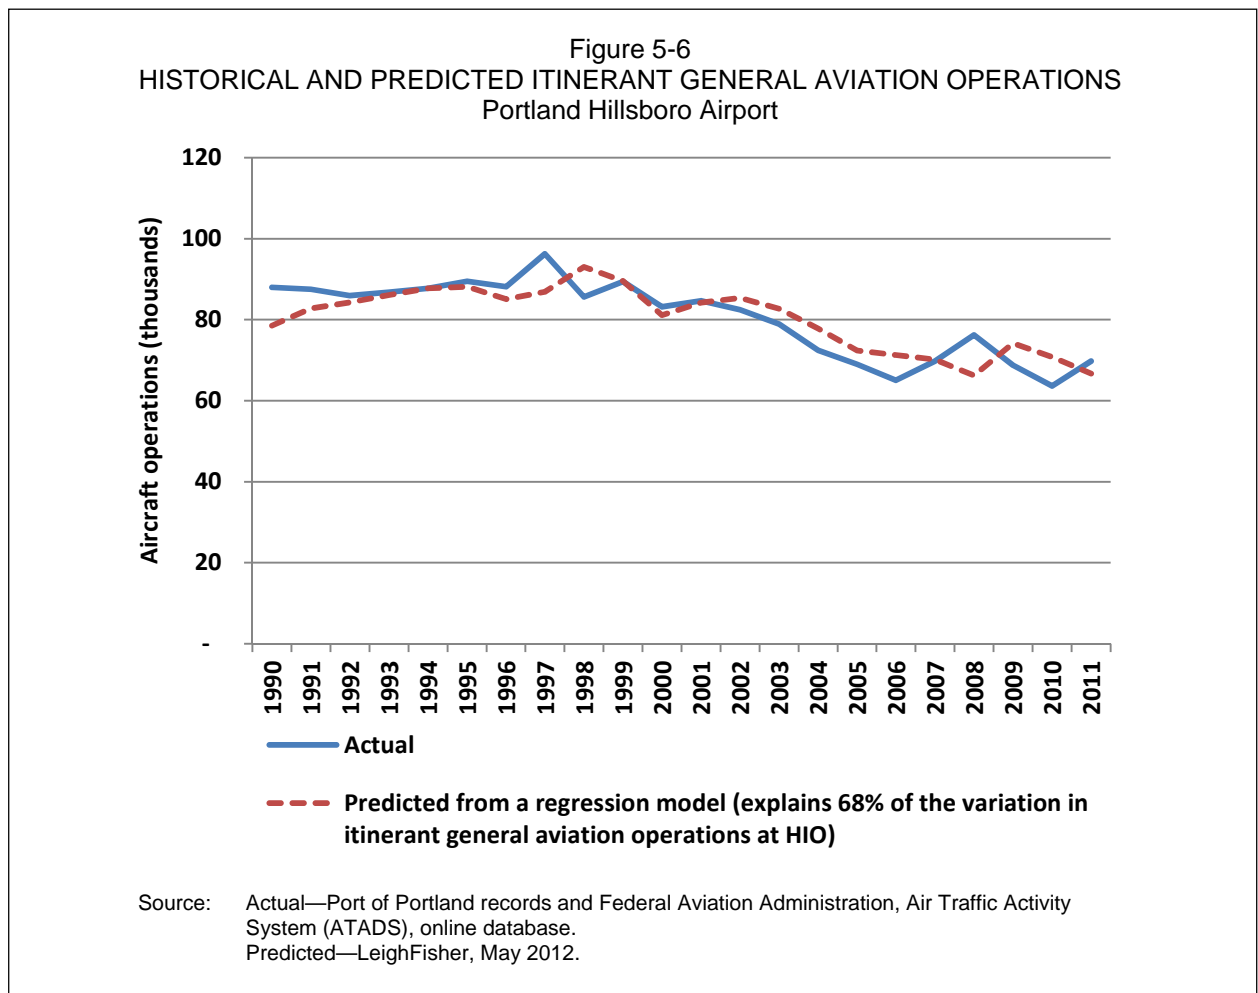 Figure 5-6
HISTORICAL AND PREDICTED ITINERANT GENERAL AVIATION OPERATIONS
Portland Hillsboro Airport
120
100
80
60
40
20
-
Aircraft operations (thousands)
1990
1991
1992
1993
1994
1995
1996
1997
1998
1999
2000
2001
2002
2003
2004
2005
2006
2007
2008
2009
2010
2011
Actual
Predicted from a regression model (explains 68% of the variation in
itinerant general aviation operations at HIO)
Source: Actual—Port of Portland records and Federal Aviation Administration, Air Traffic Activity
System (ATADS), online database.
Predicted—LeighFisher, May 2012.